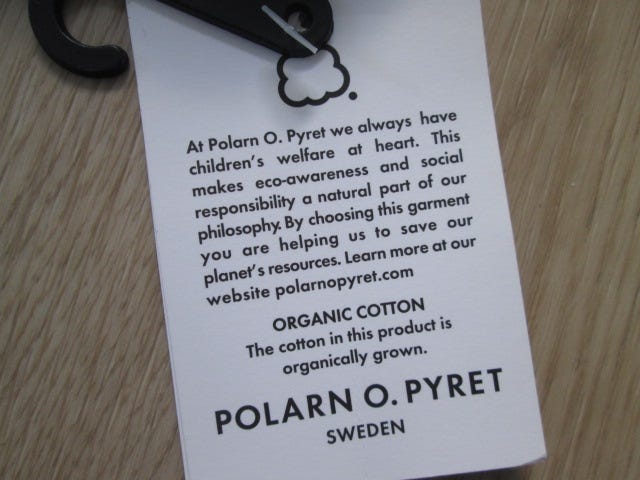 At Polarn O. Pyret we always have
children's welfare at heart. This
makes eco-awareness and social
responsibility a natural part of our
philosophy. By choosing this garment
you are helping us to save our
planet's resources. Learn more at our
website polarnopyret.com
ORGANIC COTTON
The cotton in this product is
organically grown.
POLARN O. PYRET
SWEDEN